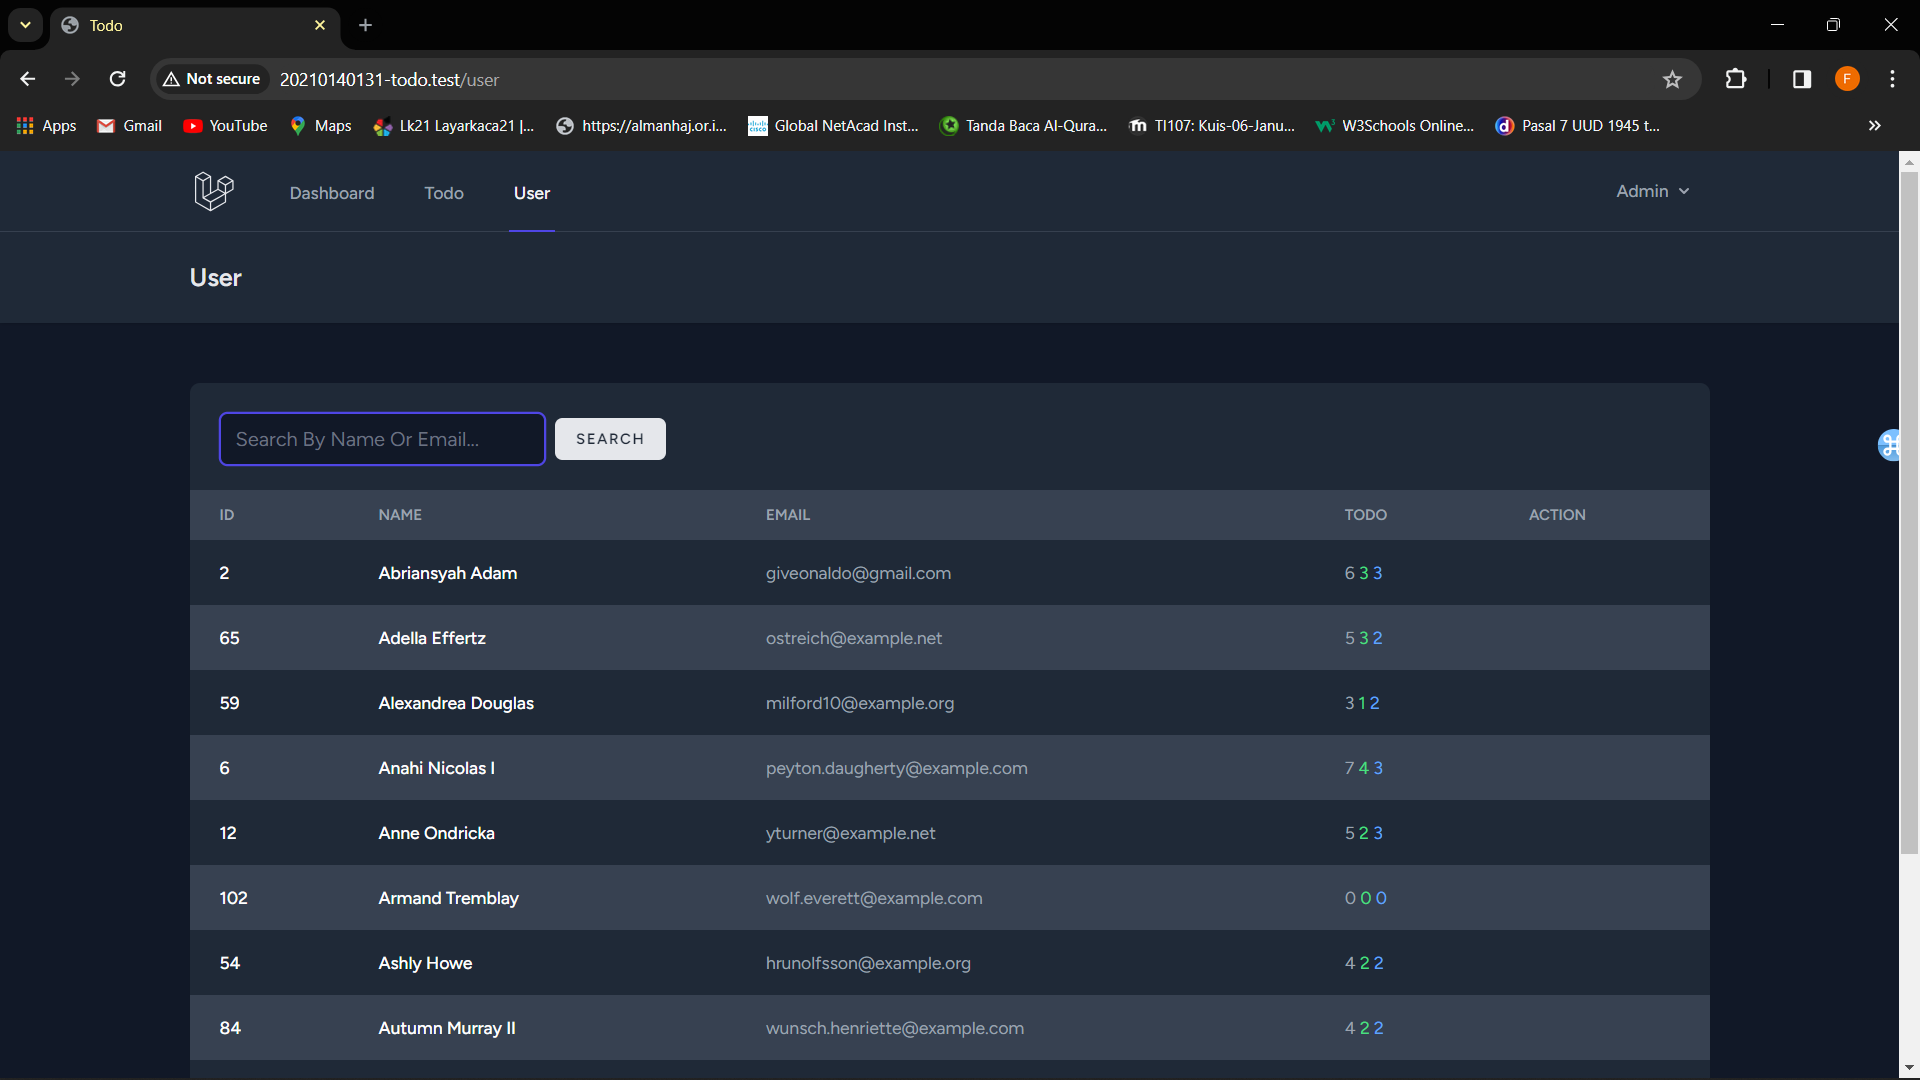 Todo
Not secure 20210140131-todo.test/user F
Apps Gmail YouTube Maps Lk21 Layarkaca21 |... https://almanhaj.or.i... Global NetAcad Inst... Tanda Baca Al-Qura... TI107: Kuis-06-Janu... W3Schools Online... Pasal 7 UUD 1945 t... »
Dashboard Todo User Admin
User
Search By Name Or Email... SEARCH
ID NAME EMAIL TODO ACTION
2 Abriansyah Adam giveonaldo@gmail.com 6 3 3
65 Adella Effertz ostreich@example.net 5 3 2
59 Alexandrea Douglas milford10@example.org 3 1 2
6 Anahi Nicolas I peyton.daugherty@example.com 7 4 3
12 Anne Ondricka yturner@example.net 5 2 3
102 Armand Tremblay wolf.everett@example.com 0 0 0
54 Ashly Howe hrunolfsson@example.org 4 2 2
84 Autumn Murray II wunsch.henriette@example.com 4 2 2